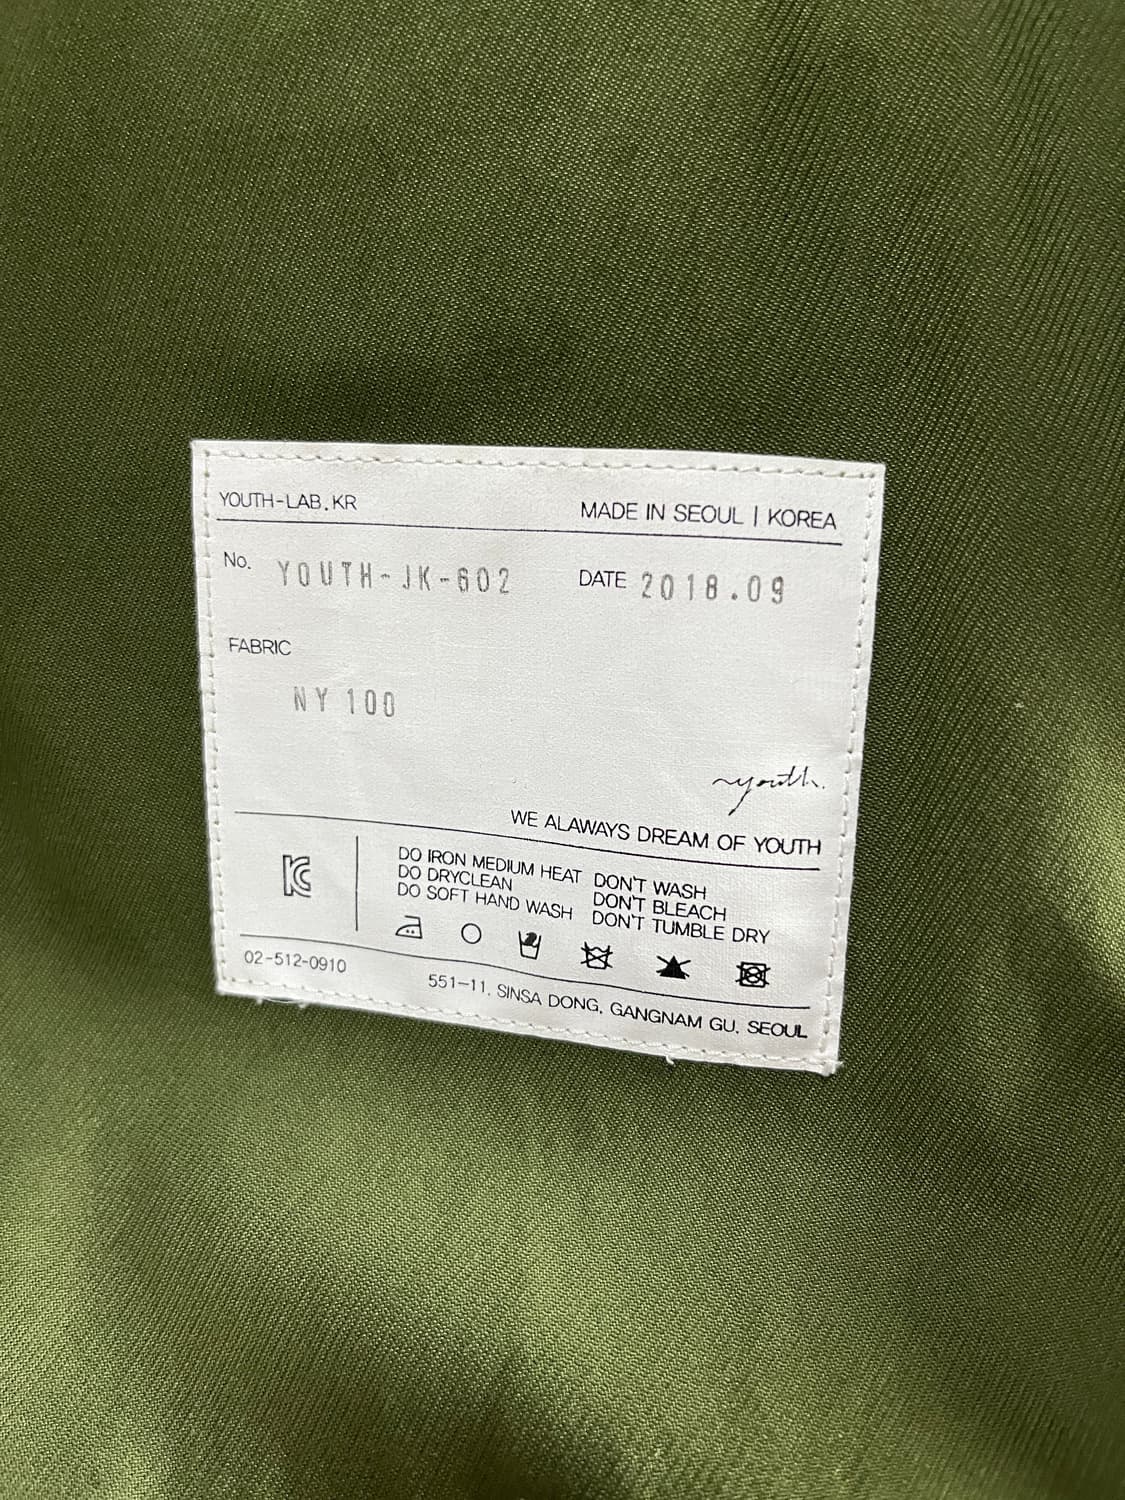 YOUTH-LAB.KR
MADE IN SEOUL | KOREA
No. YOUTH-JK-602
DATE 2018.09
FABRIC
NY 100
youth.
WE ALAWAYS DREAM OF YOUTH
DO IRON MEDIUM HEAT
DO DRYCLEAN
DO SOFT HAND WASH
DON'T WASH
DON'T BLEACH
DON'T TUMBLE DRY
02-512-0910
551-11, SINSA DONG, GANGNAM GU, SEOUL